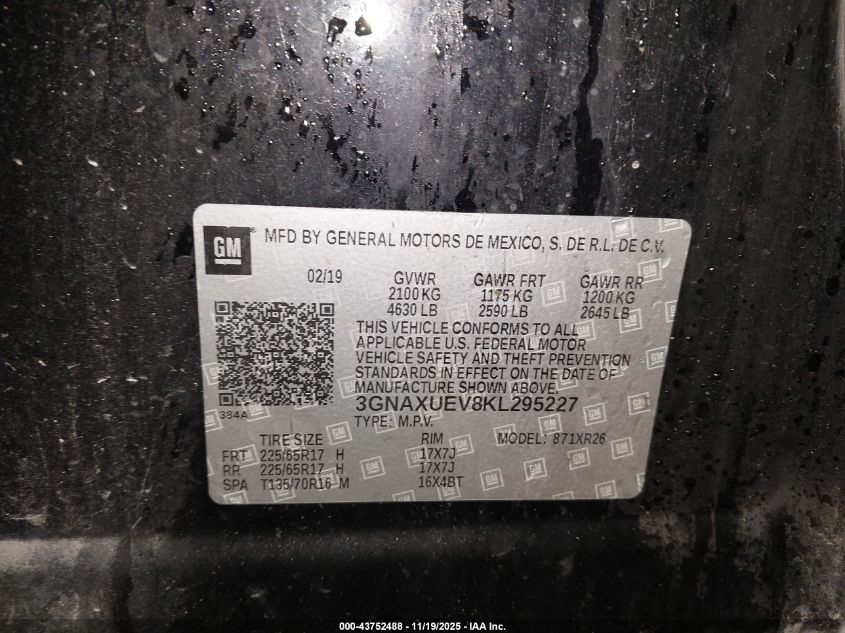 GM MFD BY GENERAL MOTORS DE MEXICO, S. DE R.L. DE C.V.
02/19 GVWR GAWR FRT GAWR RR
2100 KG 1175 KG 1200 KG
4630 LB 2590 LB 2645 LB
THIS VEHICLE CONFORMS TO ALL
APPLICABLE U.S. FEDERAL MOTOR
VEHICLE SAFETY AND THEFT PREVENTION
STANDARDS IN EFFECT ON THE DATE OF
MANUFACTURE SHOWN ABOVE.
384A 3GNAXUEV8KL295227
TYPE: M.P.V.
TIRE SIZE RIM MODEL: 871XR26
FRT 225/65R17 H 17X7J
RR 225/65R17 H 17X7J
SPA T135/70R16 M 16X4BT
000-43752488 - 11/19/2025 - IAA Inc.